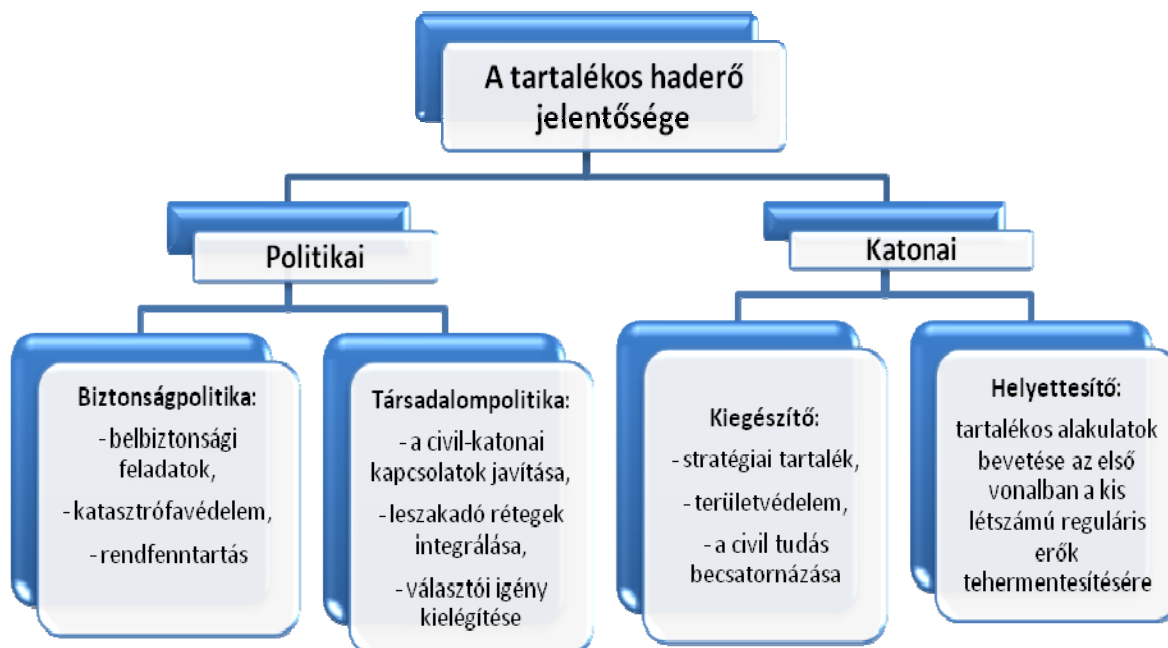 A tartalékos haderő
jelentősége
Politikai
Katonai
Biztonságpolitika:
- belbiztonsági
feladatok,
- katasztrófavédelem,
- rendfenntartás
Társadalompolitika:
- a civil-katonai
kapcsolatok javítása,
- leszakadó rétegek
integrálása,
- választói igény
kielégítése
Kiegészítő:
- stratégiai tartalék,
- területvédelem,
- a civil tudás
becsatornázása
Helyettesítő:
tartalékos alakulatok
bevetése az első
vonalban a kis
létszámú reguláris
erők
tehermentesítésére